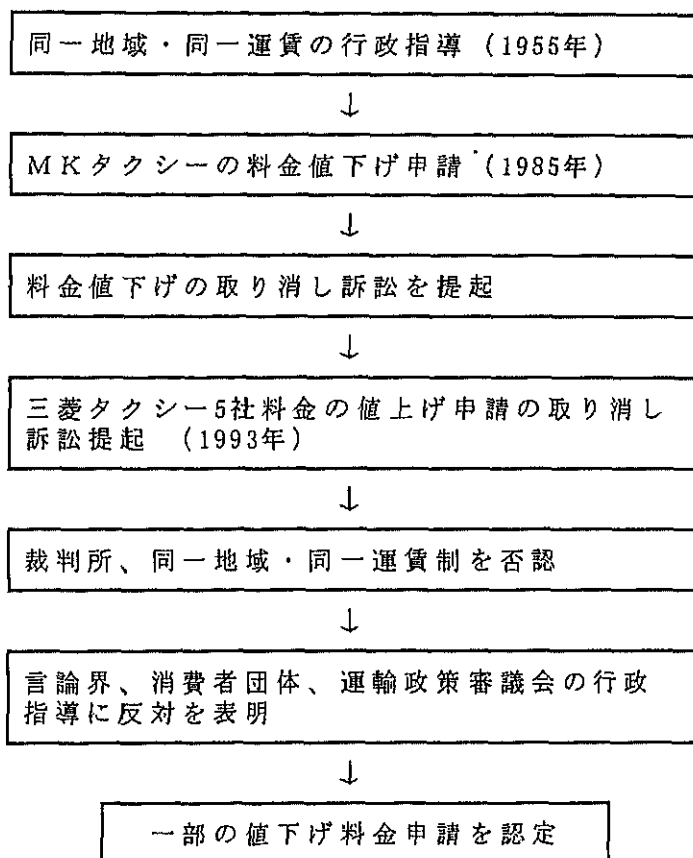 同一地域・同一運賃の行政指導 (1955年)
↓
MKタクシーの料金値下げ申請 (1985年)
↓
料金値下げの取り消し訴訟を提起
↓
三菱タクシー5社料金の値上げ申請の取り消し
訴訟提起 (1993年)
↓
裁判所、同一地域・同一運賃制を否認
↓
言論界、消費者団体、運輸政策審議会の行政
指導に反対を表明
↓
一部の値下げ料金申請を認定